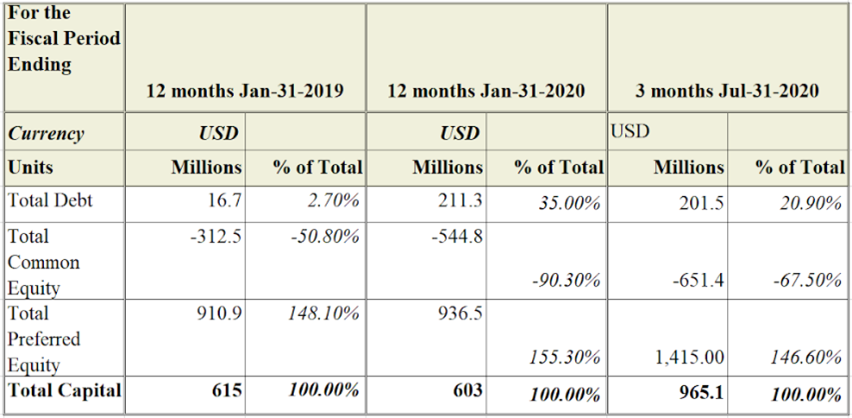 For the
Fiscal Period
Ending
12 months Jan-31-2019 12 months Jan-31-2020 3 months Jul-31-2020
Currency USD USD USD
Units Millions % of Total Millions % of Total Millions % of Total
Total Debt 16.7 2.70% 211.3 35.00% 201.5 20.90%
Total -312.5 -50.80% -544.8
Common
Equity -90.30% -651.4 -67.50%
Total 910.9 148.10% 936.5
Preferred
Equity 155.30% 1,415.00 146.60%
Total Capital 615 100.00% 603 100.00% 965.1 100.00%